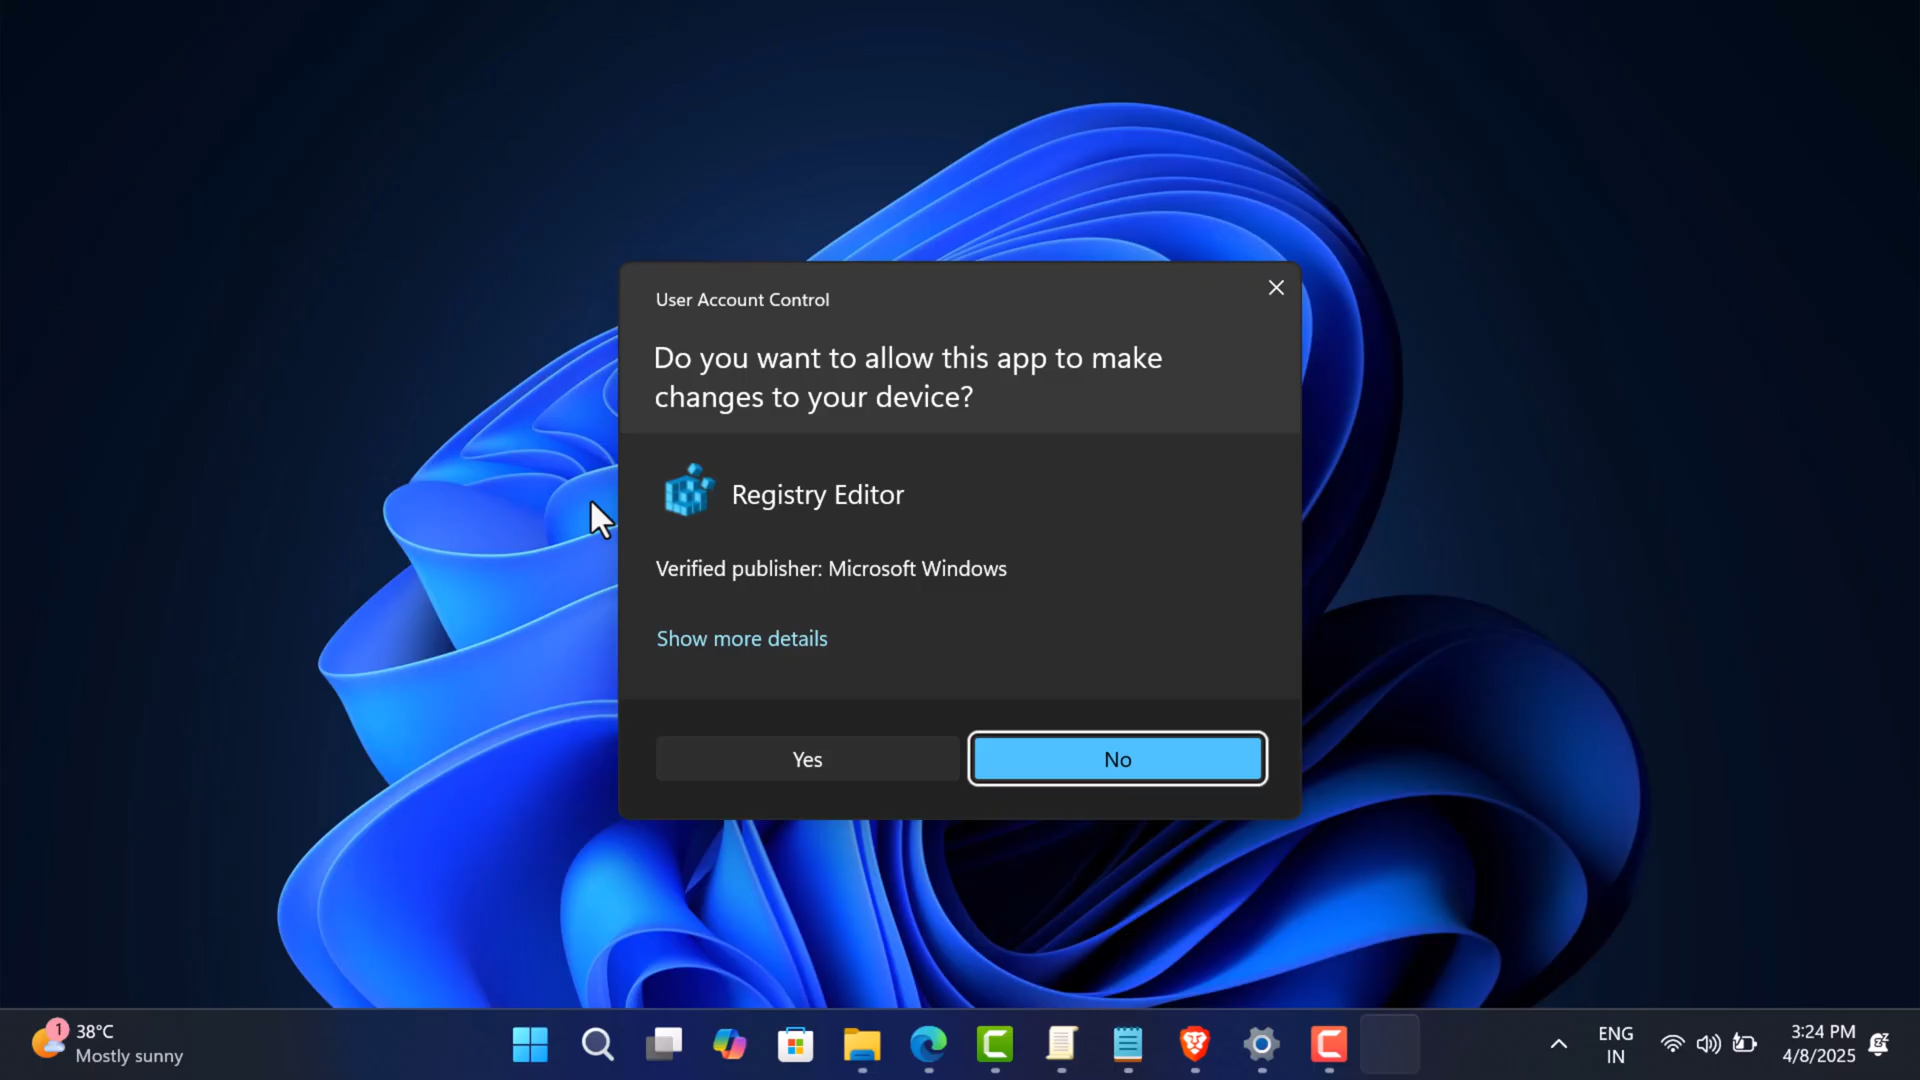 User Account Control
Do you want to allow this app to make
changes to your device?
Registry Editor
Verified publisher: Microsoft Windows
Show more details
Yes
No
1
38°C
Mostly sunny
ENG
IN
3:24 PM
4/8/2025